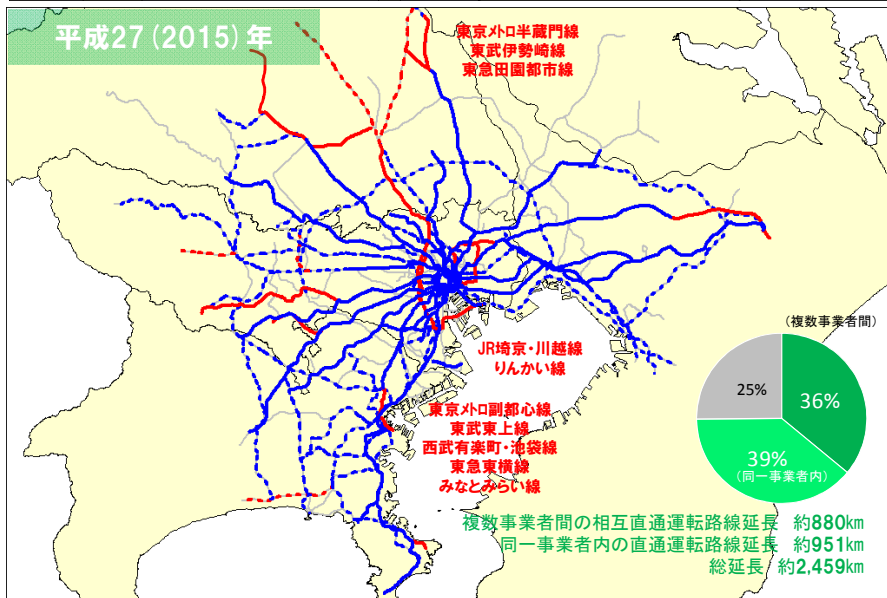 平成27(2015)年
東京メトロ半蔵門線
東武伊勢崎線
東急田園都市線
JR埼京・川越線
りんかい線
東京メトロ副都心線
東武東上線
西武有楽町・池袋線
東急東横線
みなとみらい線
(複数事業者間)
25%
36%
39%
(同一事業者内)
複数事業者間の相互直通運転路線延長 約880km
同一事業者内の直通運転路線延長 約951km
総延長 約2,459km